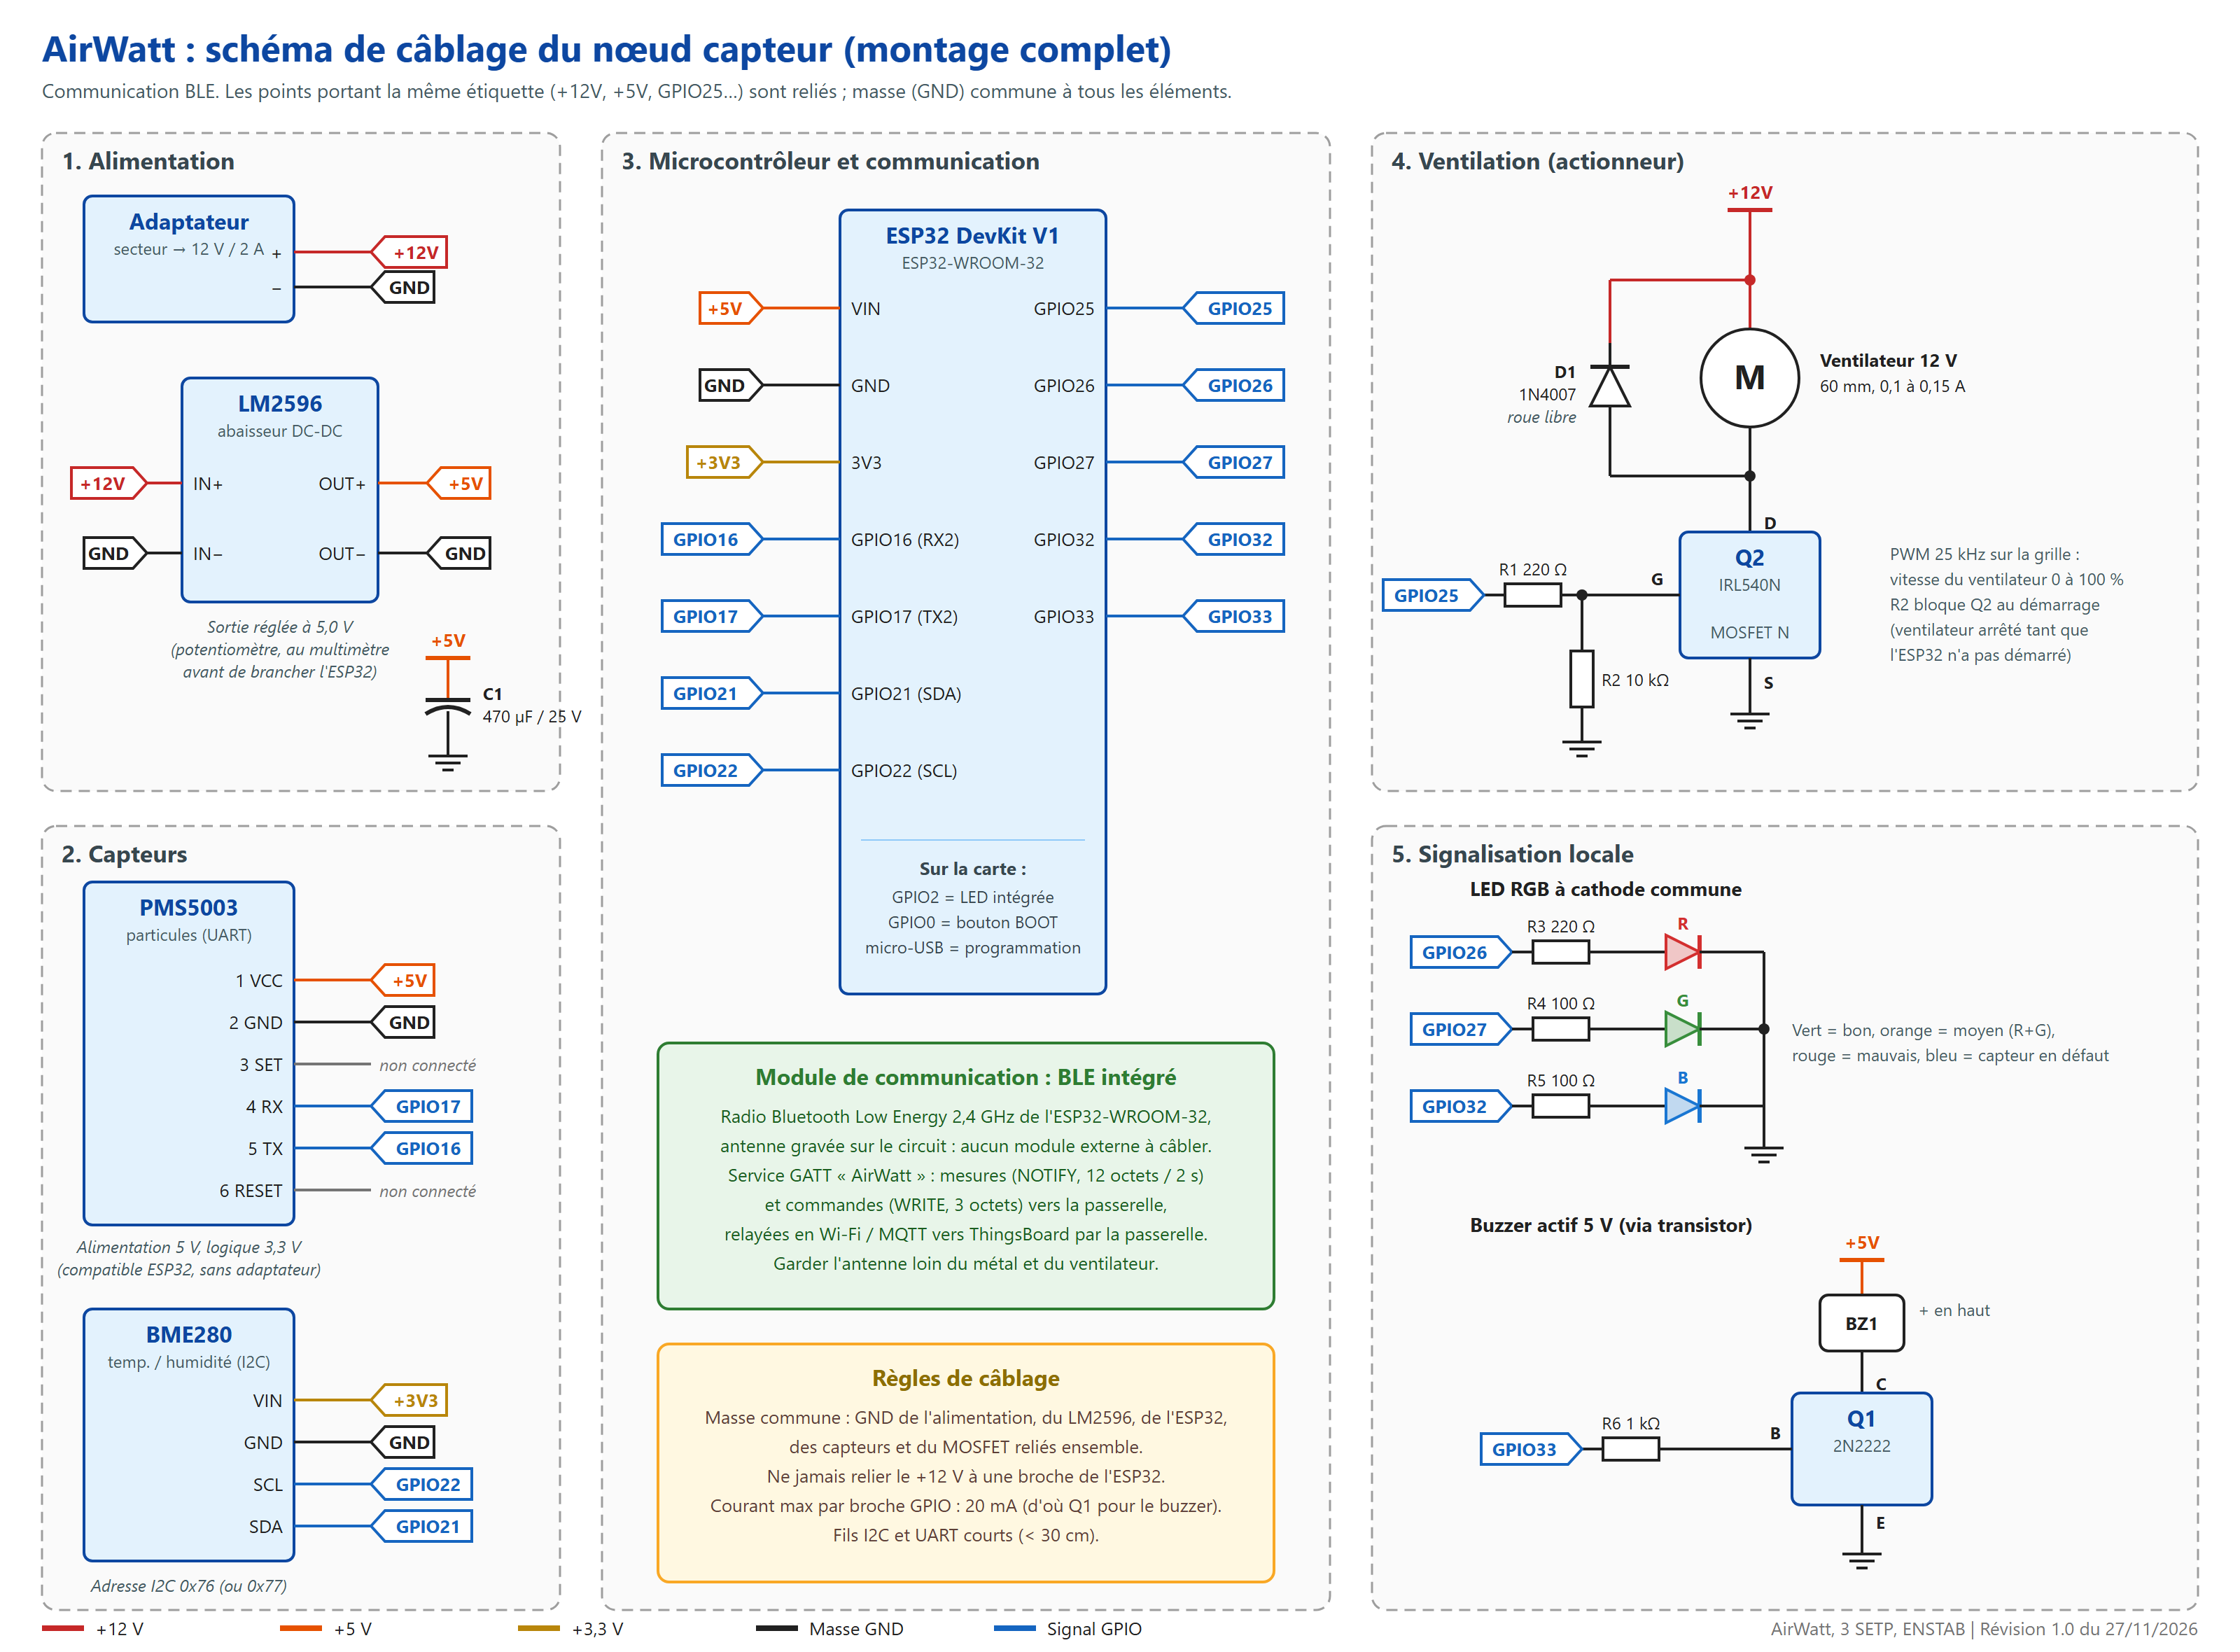 AirWatt : schéma de câblage du nœud capteur (montage complet)
Communication BLE. Les points portant la même étiquette (+12V, +5V, GPIO25...) sont reliés ; masse (GND) commune à tous les éléments.
1. Alimentation
Adaptateur
secteur → 12 V / 2 A
+
+12V
−
GND
LM2596
abaisseur DC-DC
+12V
IN+
OUT+
+5V
GND
IN−
OUT−
GND
Sortie réglée à 5,0 V
(potentiomètre, au multimètre
avant de brancher l'ESP32)
+5V
C1
470 µF / 25 V
2. Capteurs
PMS5003
particules (UART)
1 VCC
+5V
2 GND
GND
3 SET
non connecté
4 RX
GPIO17
5 TX
GPIO16
6 RESET
non connecté
Alimentation 5 V, logique 3,3 V
(compatible ESP32, sans adaptateur)
BME280
temp. / humidité (I2C)
VIN
+3V3
GND
GND
SCL
GPIO22
SDA
GPIO21
Adresse I2C 0x76 (ou 0x77)
3. Microcontrôleur et communication
ESP32 DevKit V1
ESP32-WROOM-32
+5V
VIN
GPIO25
GPIO25
GND
GND
GPIO26
GPIO26
+3V3
3V3
GPIO27
GPIO27
GPIO16
GPIO16 (RX2)
GPIO32
GPIO32
GPIO17
GPIO17 (TX2)
GPIO33
GPIO33
GPIO21
GPIO21 (SDA)
GPIO22
GPIO22 (SCL)
Sur la carte :
GPIO2 = LED intégrée
GPIO0 = bouton BOOT
micro-USB = programmation
Module de communication : BLE intégré
Radio Bluetooth Low Energy 2,4 GHz de l'ESP32-WROOM-32,
antenne gravée sur le circuit : aucun module externe à câbler.
Service GATT « AirWatt » : mesures (NOTIFY, 12 octets / 2 s)
et commandes (WRITE, 3 octets) vers la passerelle,
relayées en Wi-Fi / MQTT vers ThingsBoard par la passerelle.
Garder l'antenne loin du métal et du ventilateur.
Règles de câblage
Masse commune : GND de l'alimentation, du LM2596, de l'ESP32,
des capteurs et du MOSFET reliés ensemble.
Ne jamais relier le +12 V à une broche de l'ESP32.
Courant max par broche GPIO : 20 mA (d'où Q1 pour le buzzer).
Fils I2C et UART courts (< 30 cm).
4. Ventilation (actionneur)
+12V
D1
1N4007
roue libre
M
Ventilateur 12 V
60 mm, 0,1 à 0,15 A
D
GPIO25
R1 220 Ω
G
Q2
IRL540N
MOSFET N
R2 10 kΩ
S
PWM 25 kHz sur la grille :
vitesse du ventilateur 0 à 100 %
R2 bloque Q2 au démarrage
(ventilateur arrêté tant que
l'ESP32 n'a pas démarré)
5. Signalisation locale
LED RGB à cathode commune
GPIO26
R3 220 Ω
R
GPIO27
R4 100 Ω
G
GPIO32
R5 100 Ω
B
Vert = bon, orange = moyen (R+G),
rouge = mauvais, bleu = capteur en défaut
Buzzer actif 5 V (via transistor)
+5V
BZ1
+ en haut
C
GPIO33
R6 1 kΩ
B
Q1
2N2222
E
+12 V
+5 V
+3,3 V
Masse GND
Signal GPIO
AirWatt, 3 SETP, ENSTAB | Révision 1.0 du 27/11/2026